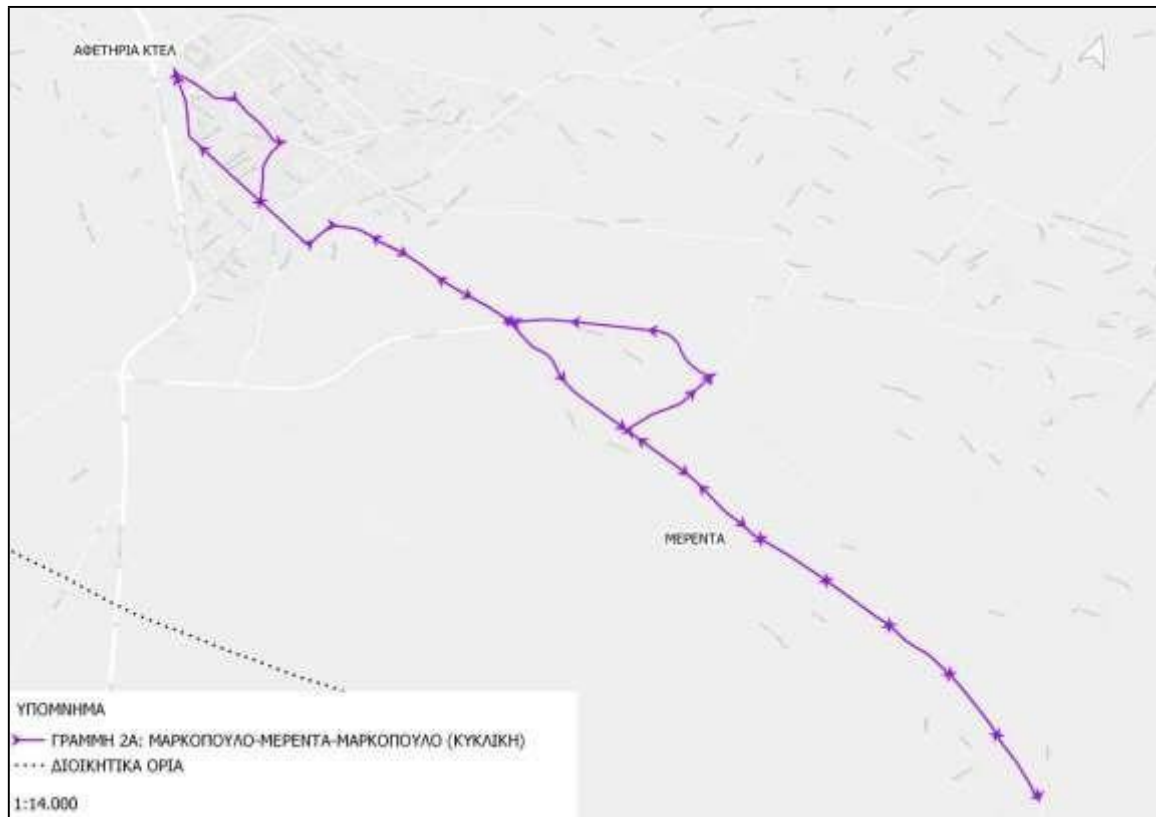 ΑΦΕΤΗΡΙΑ ΚΤΕΛ
ΜΕΡΕΝΤΑ
ΥΠΟΜΝΗΜΑ
ΓΡΑΜΜΗ 2Α: ΜΑΡΚΟΠΟΥΛΟ-ΜΕΡΕΝΤΑ-ΜΑΡΚΟΠΟΥΛΟ (ΚΥΚΛΙΚΗ)
ΔΙΟΙΚΗΤΙΚΑ ΟΡΙΑ
1:14.000